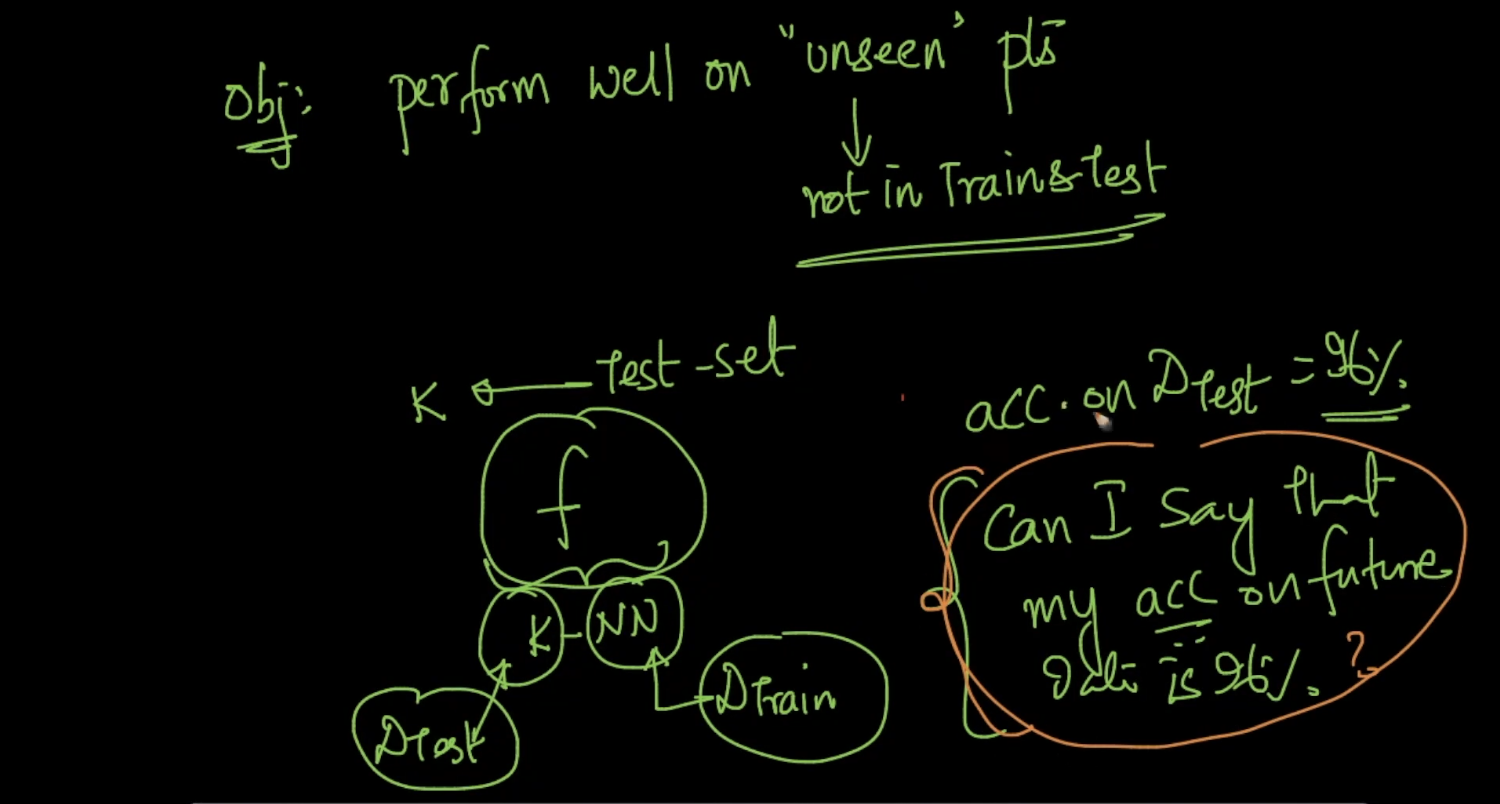 Obj: perform well on "unseen" pts
not in Train & Test
K ← Test-set
f
K-NN
DTest
DTrain
acc. on DTest = 96%.
Can I say that
my acc on future
data is 96%. ?